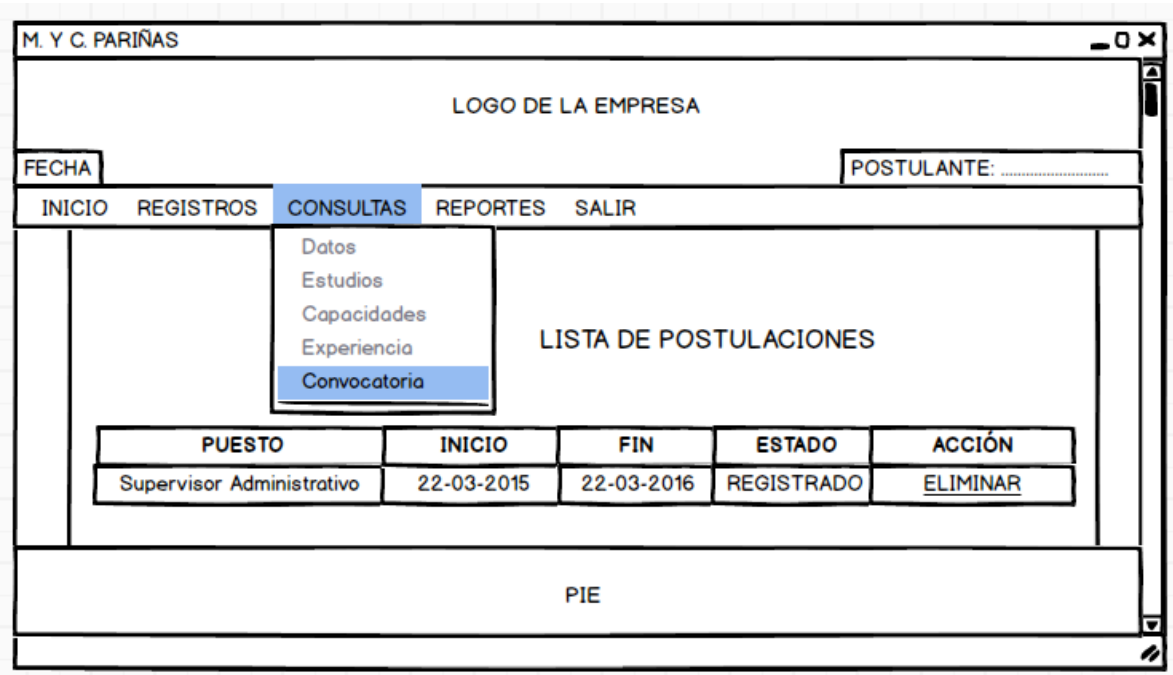 M. Y C. PARIÑAS
LOGO DE LA EMPRESA
FECHA
POSTULANTE: ............................
INICIO REGISTROS CONSULTAS REPORTES SALIR
Datos
Estudios
Capacidades
Experiencia
Convocatoria
LISTA DE POSTULACIONES
PUESTO INICIO FIN ESTADO ACCIÓN
Supervisor Administrativo 22-03-2015 22-03-2016 REGISTRADO ELIMINAR
PIE